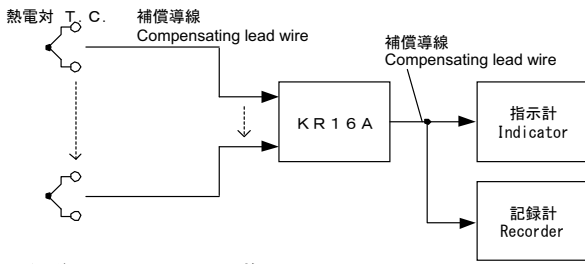 熱電対 T.C.
補償導線
Compensating lead wire
補償導線
Compensating lead wire
KR16A
指示計
Indicator
記録計
Recorder